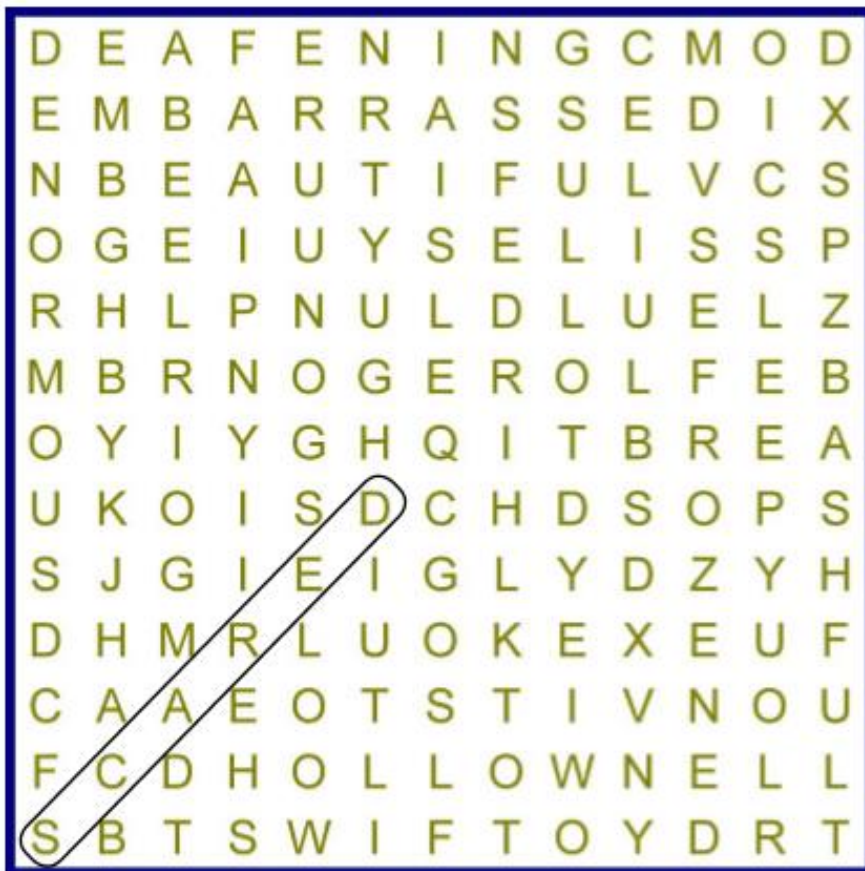 D E A F E N I N G C M O D
E M B A R R A S S E D I X
N B E A U T I F U L V C S
O G E I U Y S E L I S S P
R H L P N U L D L U E L Z
M B R N O G E R O L F E B
O Y I Y G H Q I T B R E A
U K O I S D C H D S O P S
S J G I E I G L Y D Z Y H
D H M R L U O K E X E U F
C A A E O T S T I V N O U
F C D H O L L O W N E L L
S B T S W I F T O Y D R T